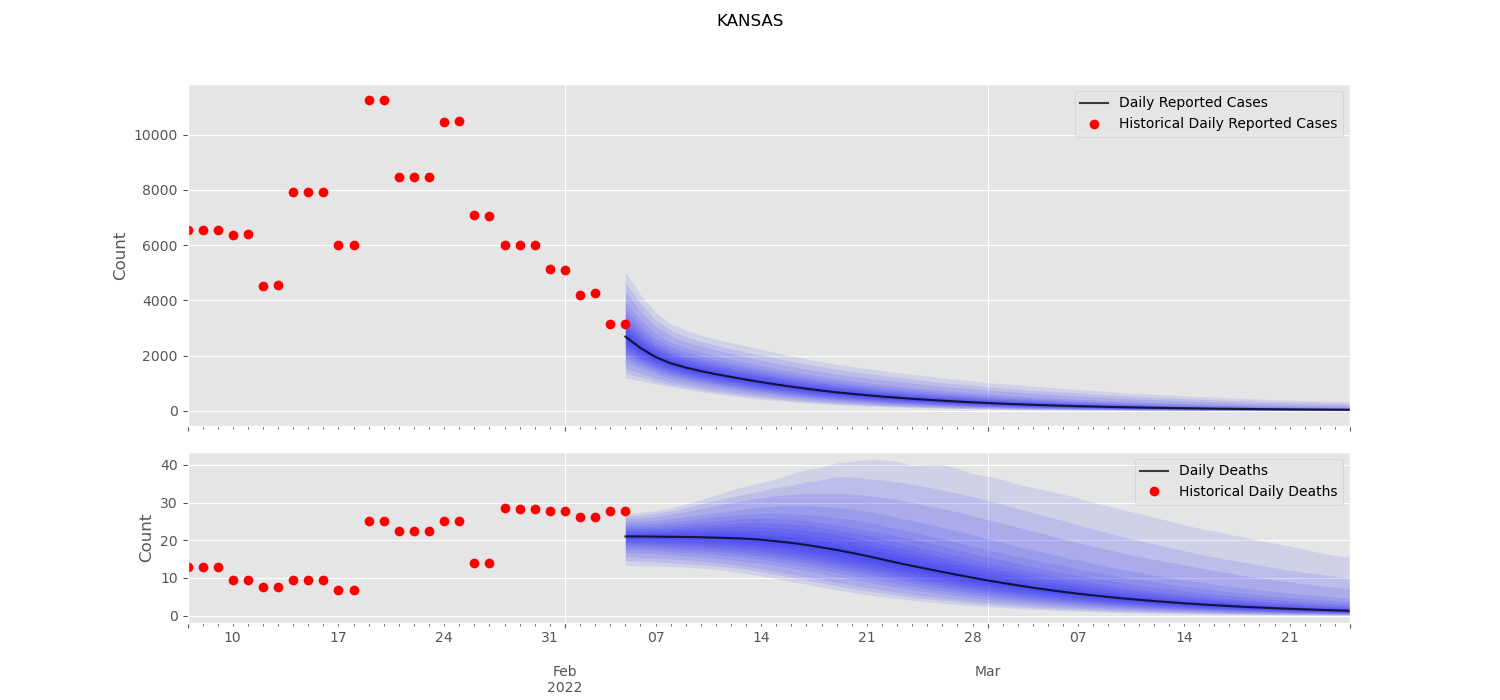 KANSAS
Count
10000
8000
6000
4000
2000
0
Daily Reported Cases
Historical Daily Reported Cases
Count
40
30
20
10
0
Daily Deaths
Historical Daily Deaths
10 17 24 31 07 14 21 28 07 14 21
Feb Mar
2022